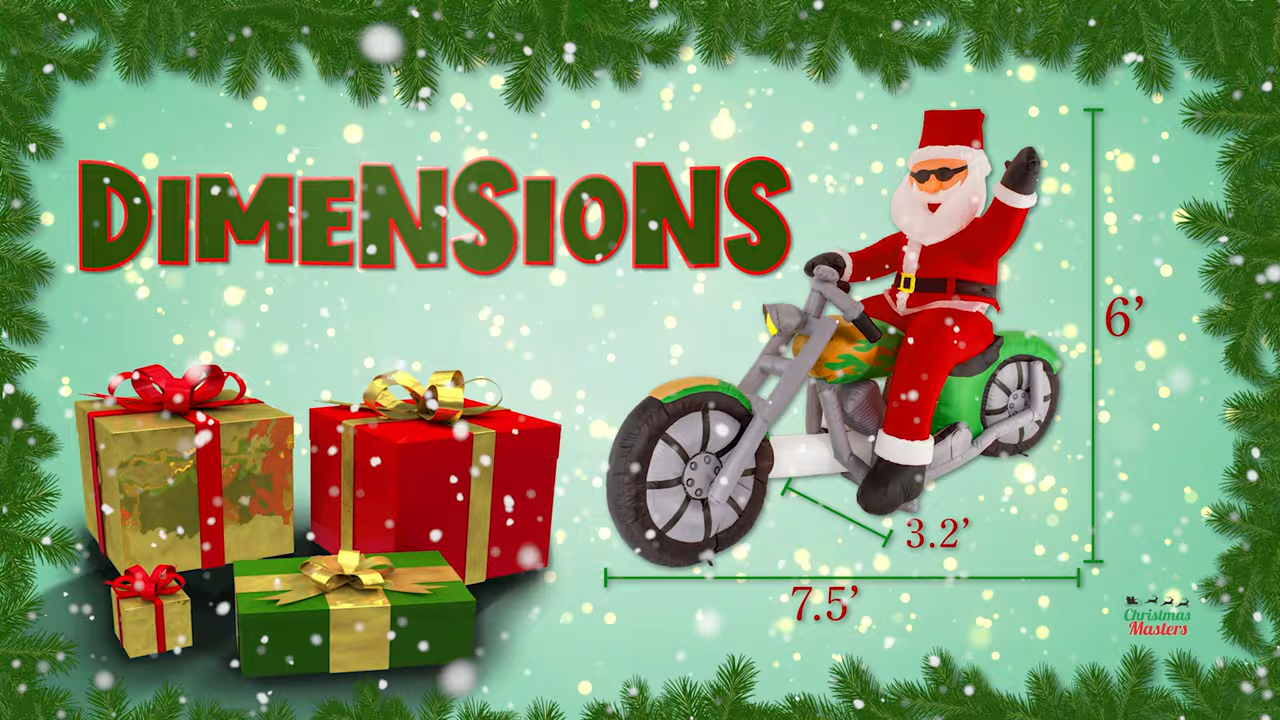 DIMENSIONS
6’
3.2’
7.5’
Christmas
Masters